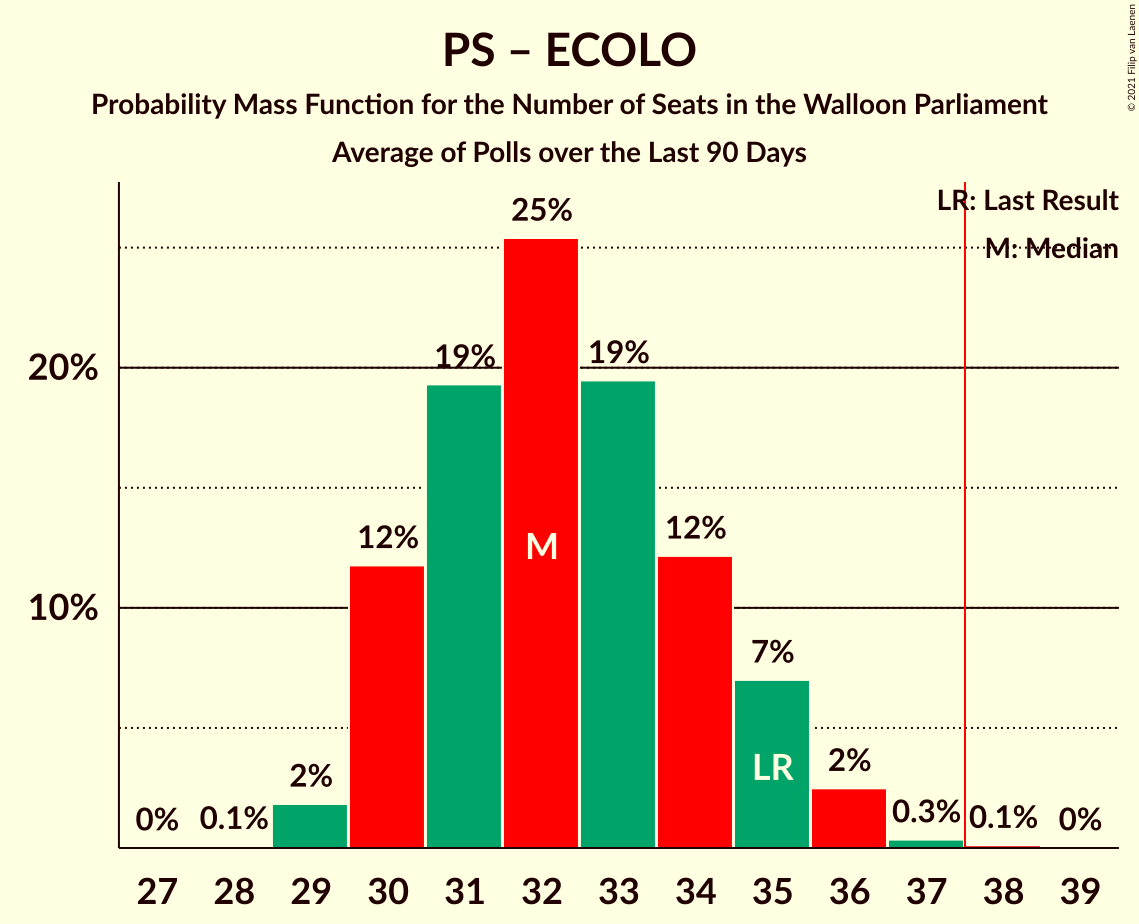 PS – ECOLO
Probability Mass Function for the Number of Seats in the Walloon Parliament
Average of Polls over the Last 90 Days
© 2021 Filip van Laenen
LR: Last Result
M: Median
20%
10%
0%
0.1%
2%
12%
19%
25%
19%
12%
7%
2%
0.3%
0.1%
0%
M
LR
27 28 29 30 31 32 33 34 35 36 37 38 39